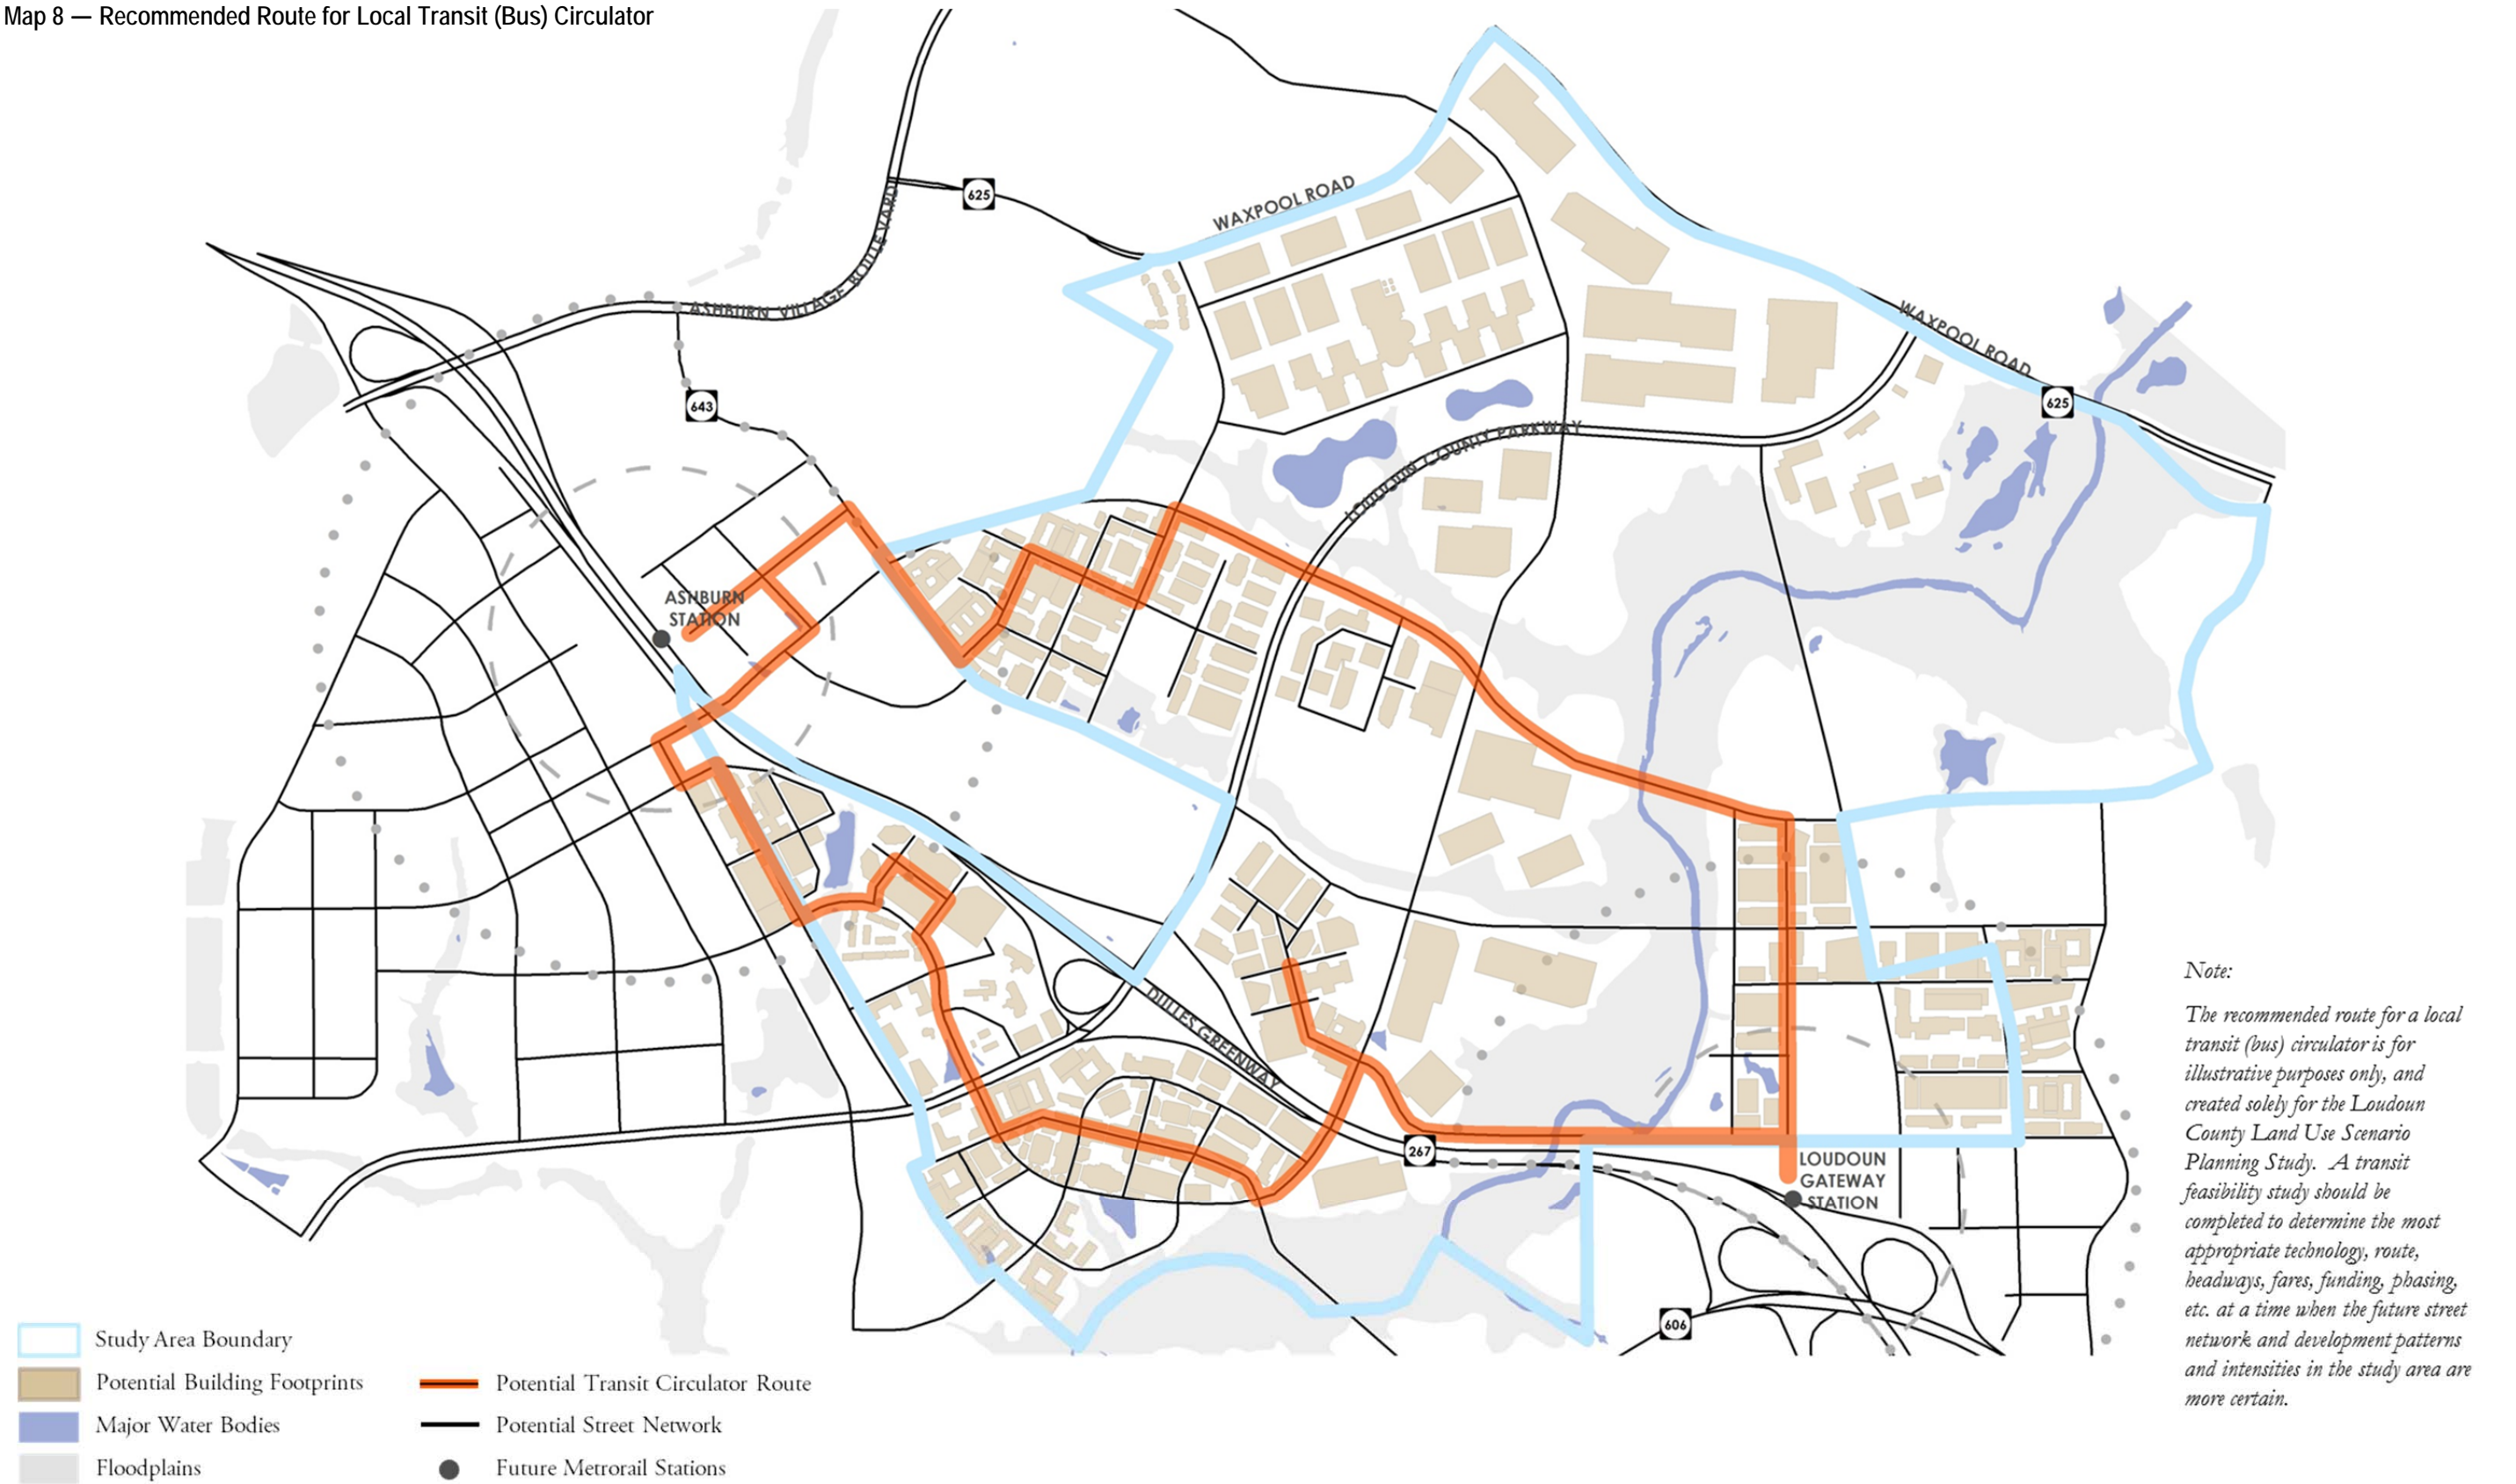 Map 8 — Recommended Route for Local Transit (Bus) Circulator
WAXPOOL ROAD
625
ASHBURN VILLAGE BOULEVARD
WAXPOOL ROAD
625
643
LOUDOUN COUNTY PARKWAY
ASHBURN
STATION
DULLES GREENWAY
267
LOUDOUN
GATEWAY
STATION
606
Note:
The recommended route for a local
transit (bus) circulator is for
illustrative purposes only, and
created solely for the Loudoun
County Land Use Scenario
Planning Study. A transit
feasibility study should be
completed to determine the most
appropriate technology, route,
headways, fares, funding, phasing,
etc. at a time when the future street
network and development patterns
and intensities in the study area are
more certain.
Study Area Boundary
Potential Building Footprints
Major Water Bodies
Floodplains
Potential Transit Circulator Route
Potential Street Network
Future Metrorail Stations